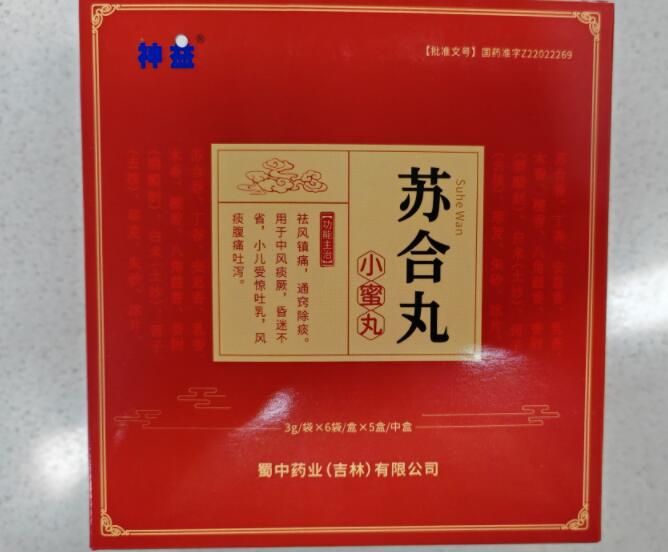 神益®
【批准文号】国药准字Z22022269
苏合丸
Suhe Wan
小蜜丸
【功能主治】
祛风镇痛，通窍除痰。
用于中风痰厥，昏迷不
省，小儿受惊吐乳，风
痰腹痛吐泻。
3g/袋×6袋/盒×5盒/中盒
蜀中药业(吉林)有限公司